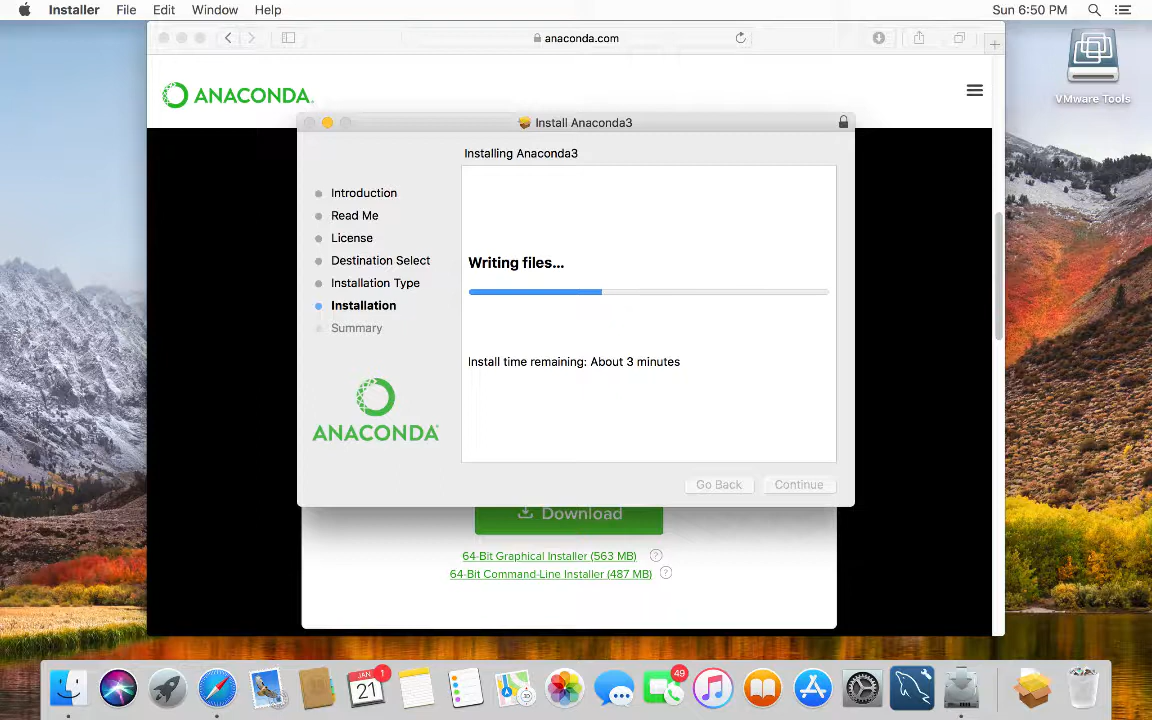 Installer File Edit Window Help Sun 6:50 PM
anaconda.com
VMware Tools
ANACONDA.
Install Anaconda3
Installing Anaconda3
Introduction
Read Me
License
Destination Select
Installation Type
Installation
Summary
Writing files...
Install time remaining: About 3 minutes
ANACONDA
Go Back Continue
Download
64-Bit Graphical Installer (563 MB) ?
64-Bit Command-Line Installer (487 MB) ?
JAN
21
1
49